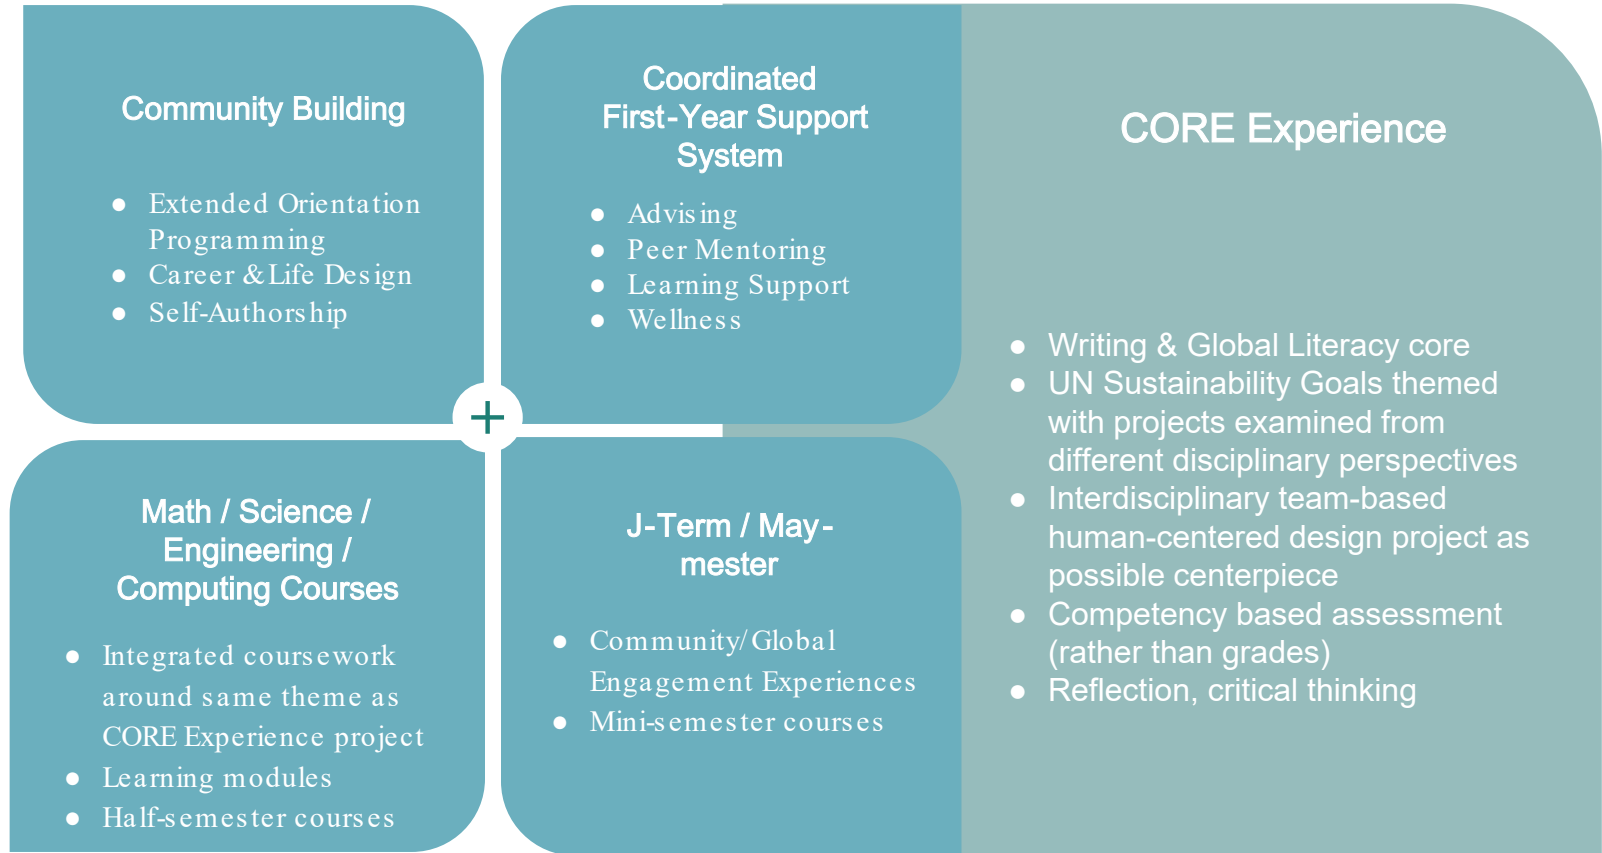 Community Building
● Extended Orientation
Programming
● Career & Life Design
● Self-Authorship
Coordinated
First-Year Support
System
● Advising
● Peer Mentoring
● Learning Support
● Wellness
Math / Science /
Engineering /
Computing Courses
● Integrated coursework
around same theme as
CORE Experience project
● Learning modules
● Half-semester courses
J-Term / May-
mester
● Community/Global
Engagement Experiences
● Mini-semester courses
+
CORE Experience
● Writing & Global Literacy core
● UN Sustainability Goals themed
with projects examined from
different disciplinary perspectives
● Interdisciplinary team-based
human-centered design project as
possible centerpiece
● Competency based assessment
(rather than grades)
● Reflection, critical thinking